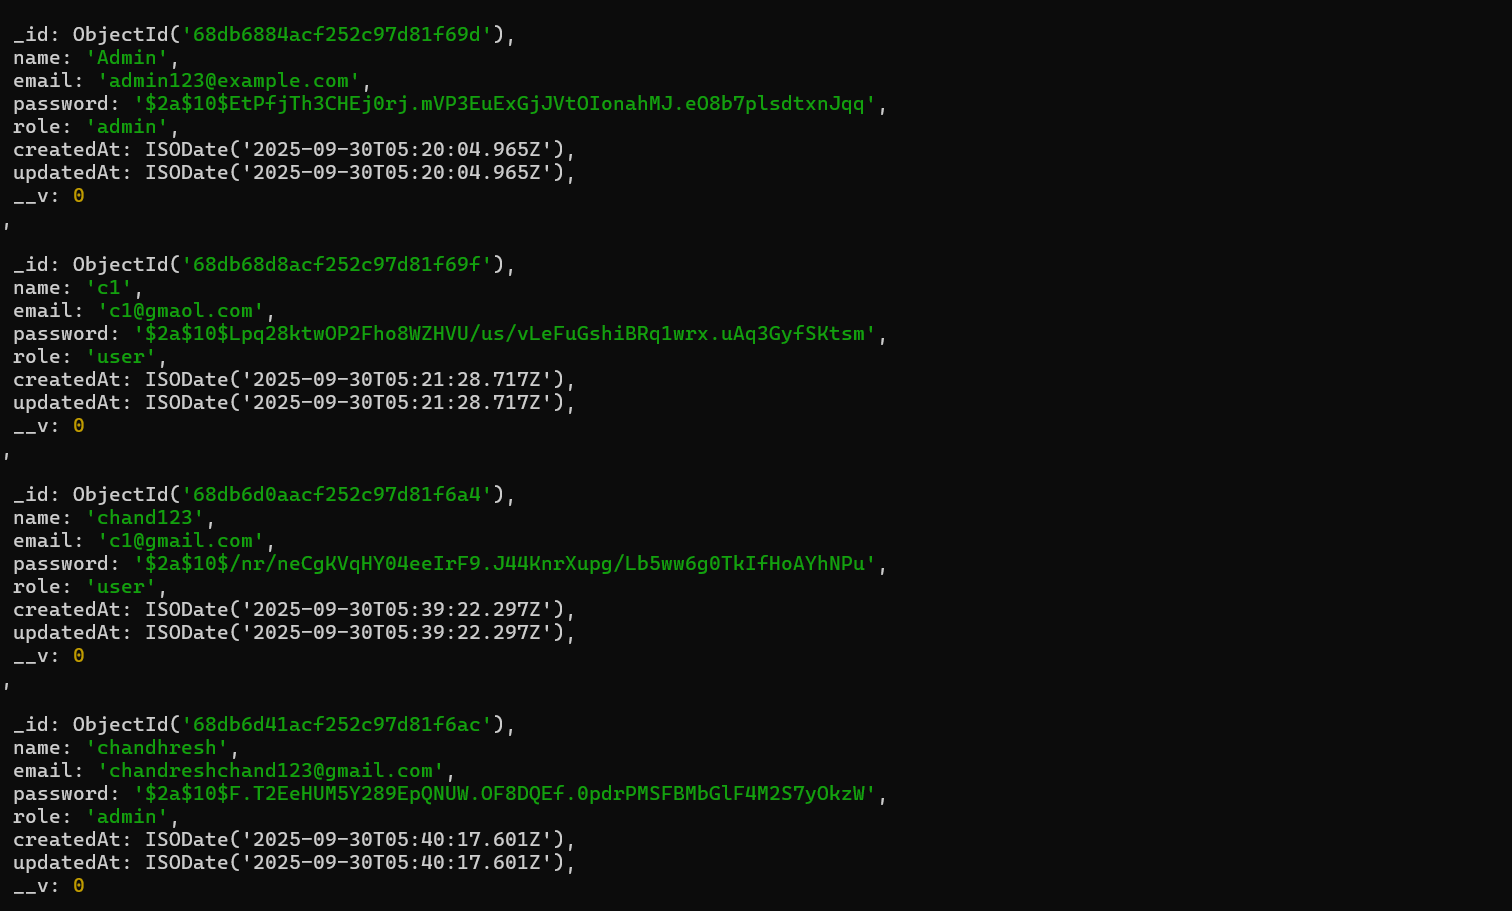 _id: ObjectId('68db6884acf252c97d81f69d'),
name: 'Admin',
email: 'admin123@example.com',
password: '$2a$10$EtPfjTh3CHEj0rj.mVP3EuExGjJVtOIonahMJ.eO8b7plsdtxnJqq',
role: 'admin',
createdAt: ISODate('2025-09-30T05:20:04.965Z'),
updatedAt: ISODate('2025-09-30T05:20:04.965Z'),
__v: 0
,
_id: ObjectId('68db68d8acf252c97d81f69f'),
name: 'c1',
email: 'c1@gmaol.com',
password: '$2a$10$Lpq28ktwOP2Fho8WZHVU/us/vLeFuGshiBRq1wrx.uAq3GyfSKtsm',
role: 'user',
createdAt: ISODate('2025-09-30T05:21:28.717Z'),
updatedAt: ISODate('2025-09-30T05:21:28.717Z'),
__v: 0
,
_id: ObjectId('68db6d0aacf252c97d81f6a4'),
name: 'chand123',
email: 'c1@gmail.com',
password: '$2a$10$/nr/neCgKVqHY04eeIrF9.J44KnrXupg/Lb5ww6g0TkIfHoAYhNPu',
role: 'user',
createdAt: ISODate('2025-09-30T05:39:22.297Z'),
updatedAt: ISODate('2025-09-30T05:39:22.297Z'),
__v: 0
,
_id: ObjectId('68db6d41acf252c97d81f6ac'),
name: 'chandhresh',
email: 'chandreshchand123@gmail.com',
password: '$2a$10$F.T2EeHUM5Y289EpQNUW.OF8DQEf.0pdrPMSFBMbGlF4M2S7yOkzW',
role: 'admin',
createdAt: ISODate('2025-09-30T05:40:17.601Z'),
updatedAt: ISODate('2025-09-30T05:40:17.601Z'),
__v: 0